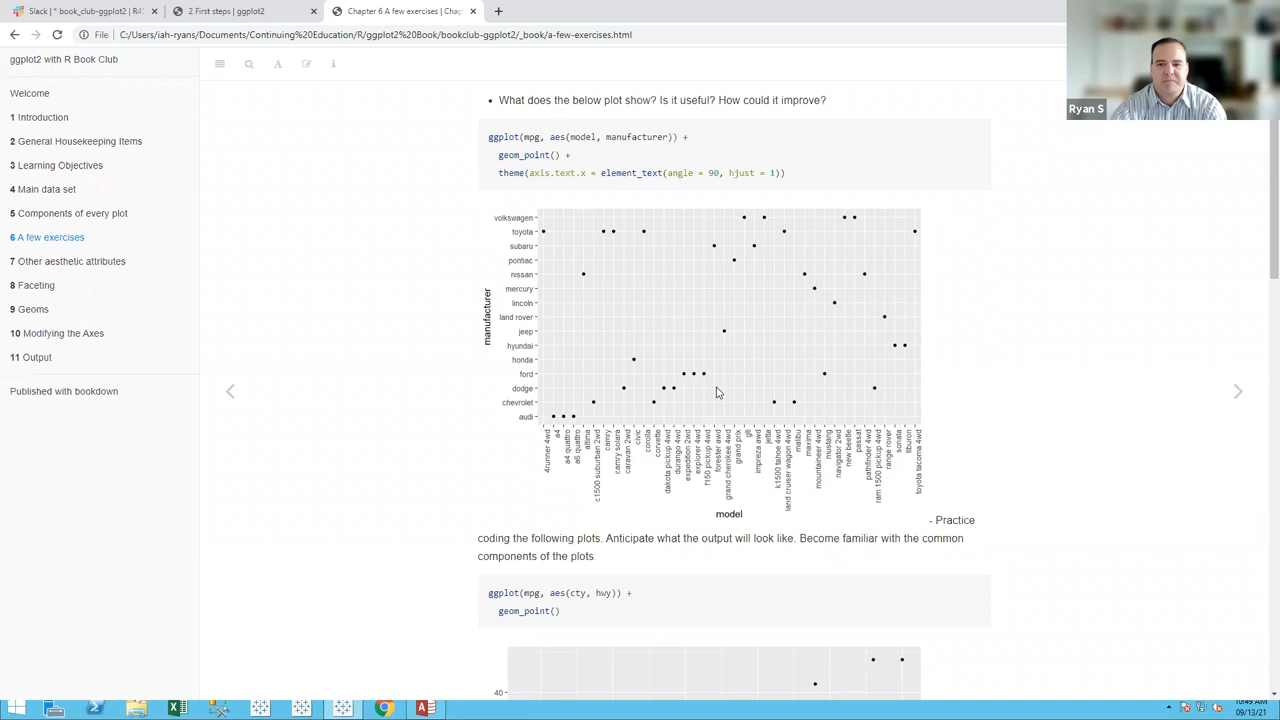 Slack | * book_club-ggplot2 | R4
2 First steps | ggplot2
Chapter 6 A few exercises | Chap
File
C:/Users/iah-ryans/Documents/Continuing%20Education/R/ggplot2%20Book/bookclub-ggplot2/_book/a-few-exercises.html
Ryan S
ggplot2 with R Book Club
Welcome
1 Introduction
2 General Housekeeping Items
3 Learning Objectives
4 Main data set
5 Components of every plot
6 A few exercises
7 Other aesthetic attributes
8 Faceting
9 Geoms
10 Modifying the Axes
11 Output
Published with bookdown
• What does the below plot show? Is it useful? How could it improve?
ggplot(mpg, aes(model, manufacturer)) +
geom_point() +
theme(axis.text.x = element_text(angle = 90, hjust = 1))
manufacturer
volkswagen
toyota
subaru
pontiac
nissan
mercury
lincoln
land rover
jeep
hyundai
honda
ford
dodge
chevrolet
audi
4runner 4wd
a4
a4 quattro
a6 quattro
altima
c1500 suburban 2wd
camry
camry solara
caravan 2wd
civic
corolla
corvette
dakota pickup 4wd
durango 4wd
expedition 2wd
explorer 4wd
f150 pickup 4wd
forester awd
grand cherokee 4wd
grand prix
gti
impreza awd
jetta
k1500 tahoe 4wd
land cruiser wagon 4wd
malibu
maxima
mountaineer 4wd
mustang
navigator 2wd
new beetle
passat
pathfinder 4wd
ram 1500 pickup 4wd
range rover
sonata
tiburon
toyota tacoma 4wd
model
- Practice
coding the following plots. Anticipate what the output will look like. Become familiar with the common
components of the plots.
ggplot(mpg, aes(cty, hwy)) +
geom_point()
40
10:49 AM
09/13/21